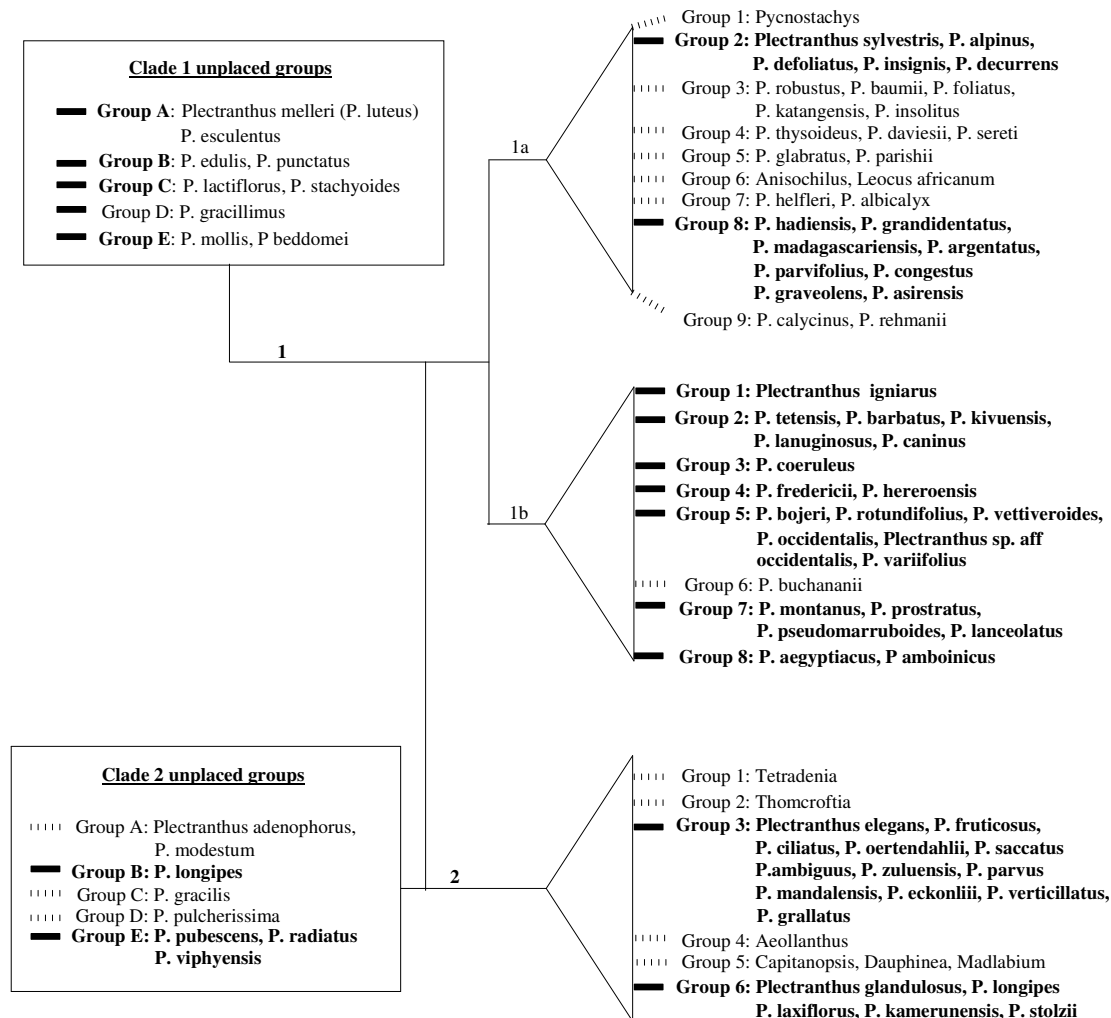 Clade 1 unplaced groups
Group A: Plectranthus melleri (P. luteus)
P. esculentus
Group B: P. edulis, P. punctatus
Group C: P. lactiflorus, P. stachyoides
Group D: P. gracillimus
Group E: P. mollis, P beddomei
1
1a
Group 1: Pycnostachys
Group 2: Plectranthus sylvestris, P. alpinus,
P. defoliatus, P. insignis, P. decurrens
Group 3: P. robustus, P. baumii, P. foliatus,
P. katangensis, P. insolitus
Group 4: P. thysoideus, P. daviesii, P. sereti
Group 5: P. glabratus, P. parishii
Group 6: Anisochilus, Leocus africanum
Group 7: P. helfleri, P. albicalyx
Group 8: P. hadiensis, P. grandidentatus,
P. madagascariensis, P. argentatus,
P. parvifolius, P. congestus
P. graveolens, P. asirensis
Group 9: P. calycinus, P. rehmanii
1b
Group 1: Plectranthus igniarus
Group 2: P. tetensis, P. barbatus, P. kivuensis,
P. lanuginosus, P. caninus
Group 3: P. coeruleus
Group 4: P. fredericii, P. hereroensis
Group 5: P. bojeri, P. rotundifolius, P. vettiveroides,
P. occidentalis, Plectranthus sp. aff
occidentalis, P. variifolius
Group 6: P. buchananii
Group 7: P. montanus, P. prostratus,
P. pseudomarruboides, P. lanceolatus
Group 8: P. aegyptiacus, P amboinicus
Clade 2 unplaced groups
Group A: Plectranthus adenophorus,
P. modestum
Group B: P. longipes
Group C: P. gracilis
Group D: P. pulcherissima
Group E: P. pubescens, P. radiatus
P. viphyensis
2
Group 1: Tetradenia
Group 2: Thorncroftia
Group 3: Plectranthus elegans, P. fruticosus,
P. ciliatus, P. oertendahlii, P. saccatus
P.ambiguus, P. zuluensis, P. parvus
P. mandalensis, P. eckonliii, P. verticillatus,
P. grallatus
Group 4: Aeollanthus
Group 5: Capitanopsis, Dauphinea, Madlabium
Group 6: Plectranthus glandulosus, P. longipes
P. laxiflorus, P. kamerunensis, P. stolzii